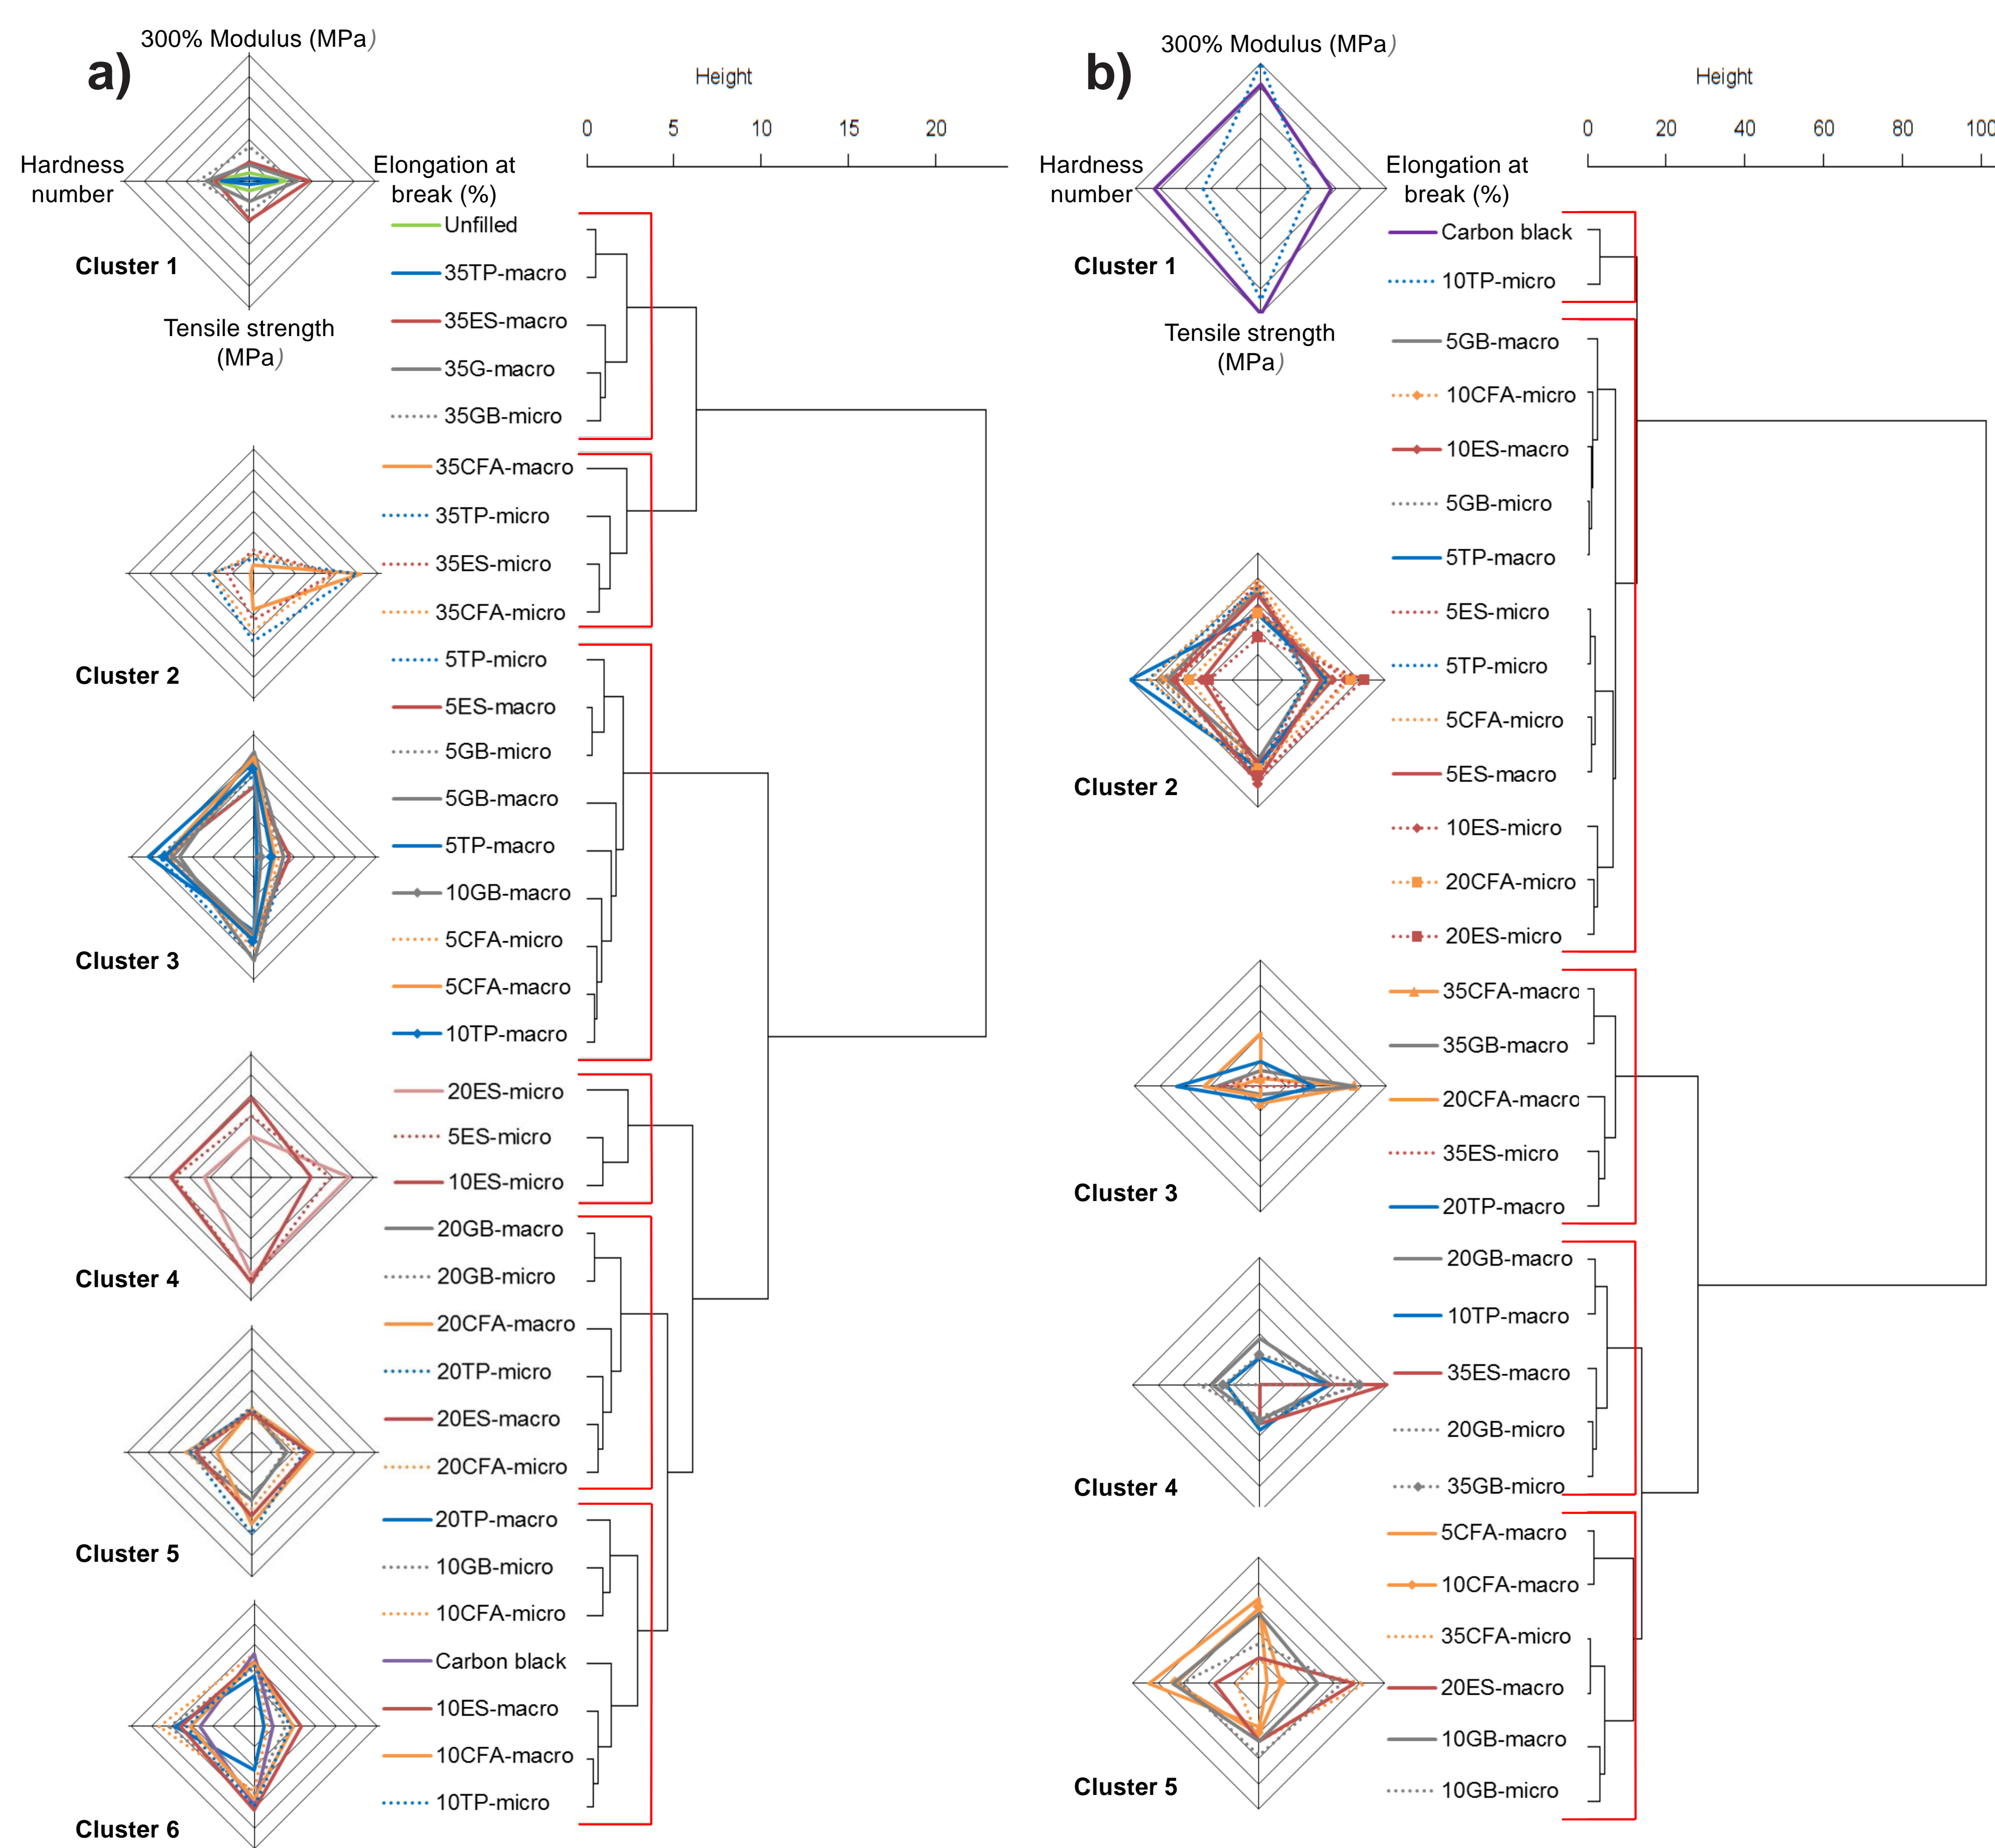 a)
300% Modulus (MPa)
Height
0 5 10 15 20
Hardness
number
Elongation at
break (%)
Tensile strength
(MPa)
Cluster 1
Unfilled
35TP-macro
35ES-macro
35G-macro
35GB-micro
35CFA-macro
35TP-micro
35ES-micro
35CFA-micro
Cluster 2
5TP-micro
5ES-macro
5GB-micro
5GB-macro
5TP-macro
10GB-macro
5CFA-micro
5CFA-macro
10TP-macro
Cluster 3
20ES-micro
5ES-micro
10ES-micro
Cluster 4
20GB-macro
20GB-micro
20CFA-macro
20TP-micro
20ES-macro
20CFA-micro
Cluster 5
20TP-macro
10GB-micro
10CFA-micro
Carbon black
10ES-macro
10CFA-macro
10TP-micro
Cluster 6
b)
300% Modulus (MPa)
Height
0 20 40 60 80 100
Hardness
number
Elongation at
break (%)
Tensile strength
(MPa)
Cluster 1
Carbon black
10TP-micro
5GB-macro
10CFA-micro
10ES-macro
5GB-micro
5TP-macro
5ES-micro
5TP-micro
5CFA-micro
5ES-macro
10ES-micro
20CFA-micro
20ES-micro
Cluster 2
35CFA-macro
35GB-macro
20CFA-macro
35ES-micro
20TP-macro
Cluster 3
20GB-macro
10TP-macro
35ES-macro
20GB-micro
35GB-micro
Cluster 4
5CFA-macro
10CFA-macro
35CFA-micro
20ES-macro
10GB-macro
10GB-micro
Cluster 5